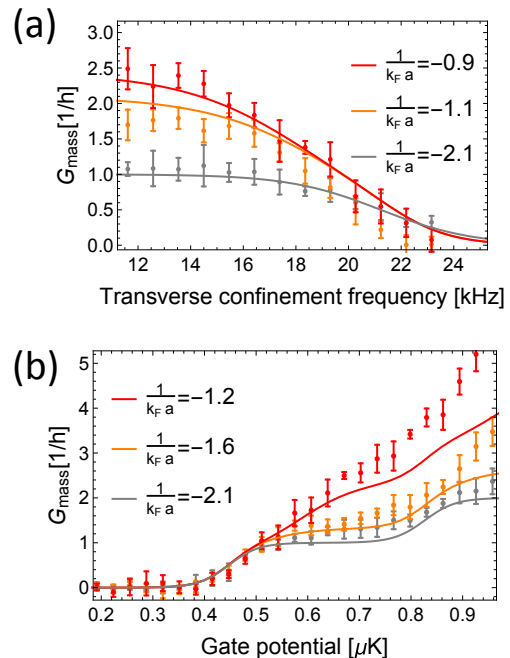 (a)
G_mass[1/h]
3.0
2.5
2.0
1.5
1.0
0.5
0.0
1/(k_F a)=−0.9
1/(k_F a)=−1.1
1/(k_F a)=−2.1
12 14 16 18 20 22 24
Transverse confinement frequency [kHz]
(b)
G_mass[1/h]
5
4
3
2
1
0
1/(k_F a)=−1.2
1/(k_F a)=−1.6
1/(k_F a)=−2.1
0.2 0.3 0.4 0.5 0.6 0.7 0.8 0.9
Gate potential [μK]